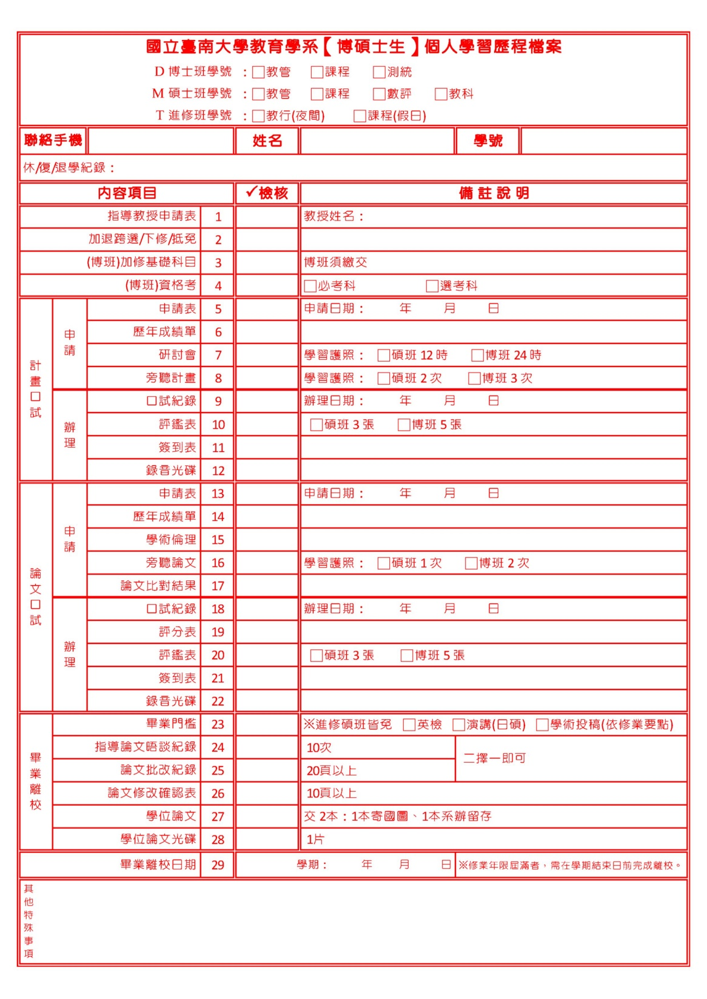 國立臺南大學教育學系【博碩士生】個人學習歷程檔案
D 博士班學號 ：□教管 □課程 □測統
M 碩士班學號 ：□教管 □課程 □數評 □教科
T 進修班學號 ：□教行(夜間) □課程(假日)
聯絡手機 姓名 學號
休/復/退學紀錄：
內容項目 ✓檢核 備 註 說 明
指導教授申請表 1 教授姓名：
加退跨選/下修/抵免 2
(博班)加修基礎科目 3 博班須繳交
(博班)資格考 4 □必考科 □選考科
計畫口試
申請
申請表 5 申請日期： 年 月 日
歷年成績單 6
研討會 7 學習護照： □碩班 12 時 □博班 24 時
旁聽計畫 8 學習護照： □碩班 2 次 □博班 3 次
辦理
口試紀錄 9 辦理日期： 年 月 日
評鑑表 10 □碩班 3 張 □博班 5 張
簽到表 11
錄音光碟 12
論文口試
申請
申請表 13 申請日期： 年 月 日
歷年成績單 14
學術倫理 15
旁聽論文 16 學習護照： □碩班 1 次 □博班 2 次
論文比對結果 17
辦理
口試紀錄 18 辦理日期： 年 月 日
評分表 19
評鑑表 20 □碩班 3 張 □博班 5 張
簽到表 21
錄音光碟 22
畢業離校
畢業門檻 23 ※進修碩班皆免 □英檢 □演講(日碩) □學術投稿(依修業要點)
指導論文晤談紀錄 24 10次 二擇一即可
論文批改紀錄 25 20頁以上
論文修改確認表 26 10頁以上
學位論文 27 交 2本：1本寄國圖、1本系辦留存
學位論文光碟 28 1片
畢業離校日期 29 學期： 年 月 日 ※修業年限屆滿者，需在學期結束日前完成離校。
其他特殊事項